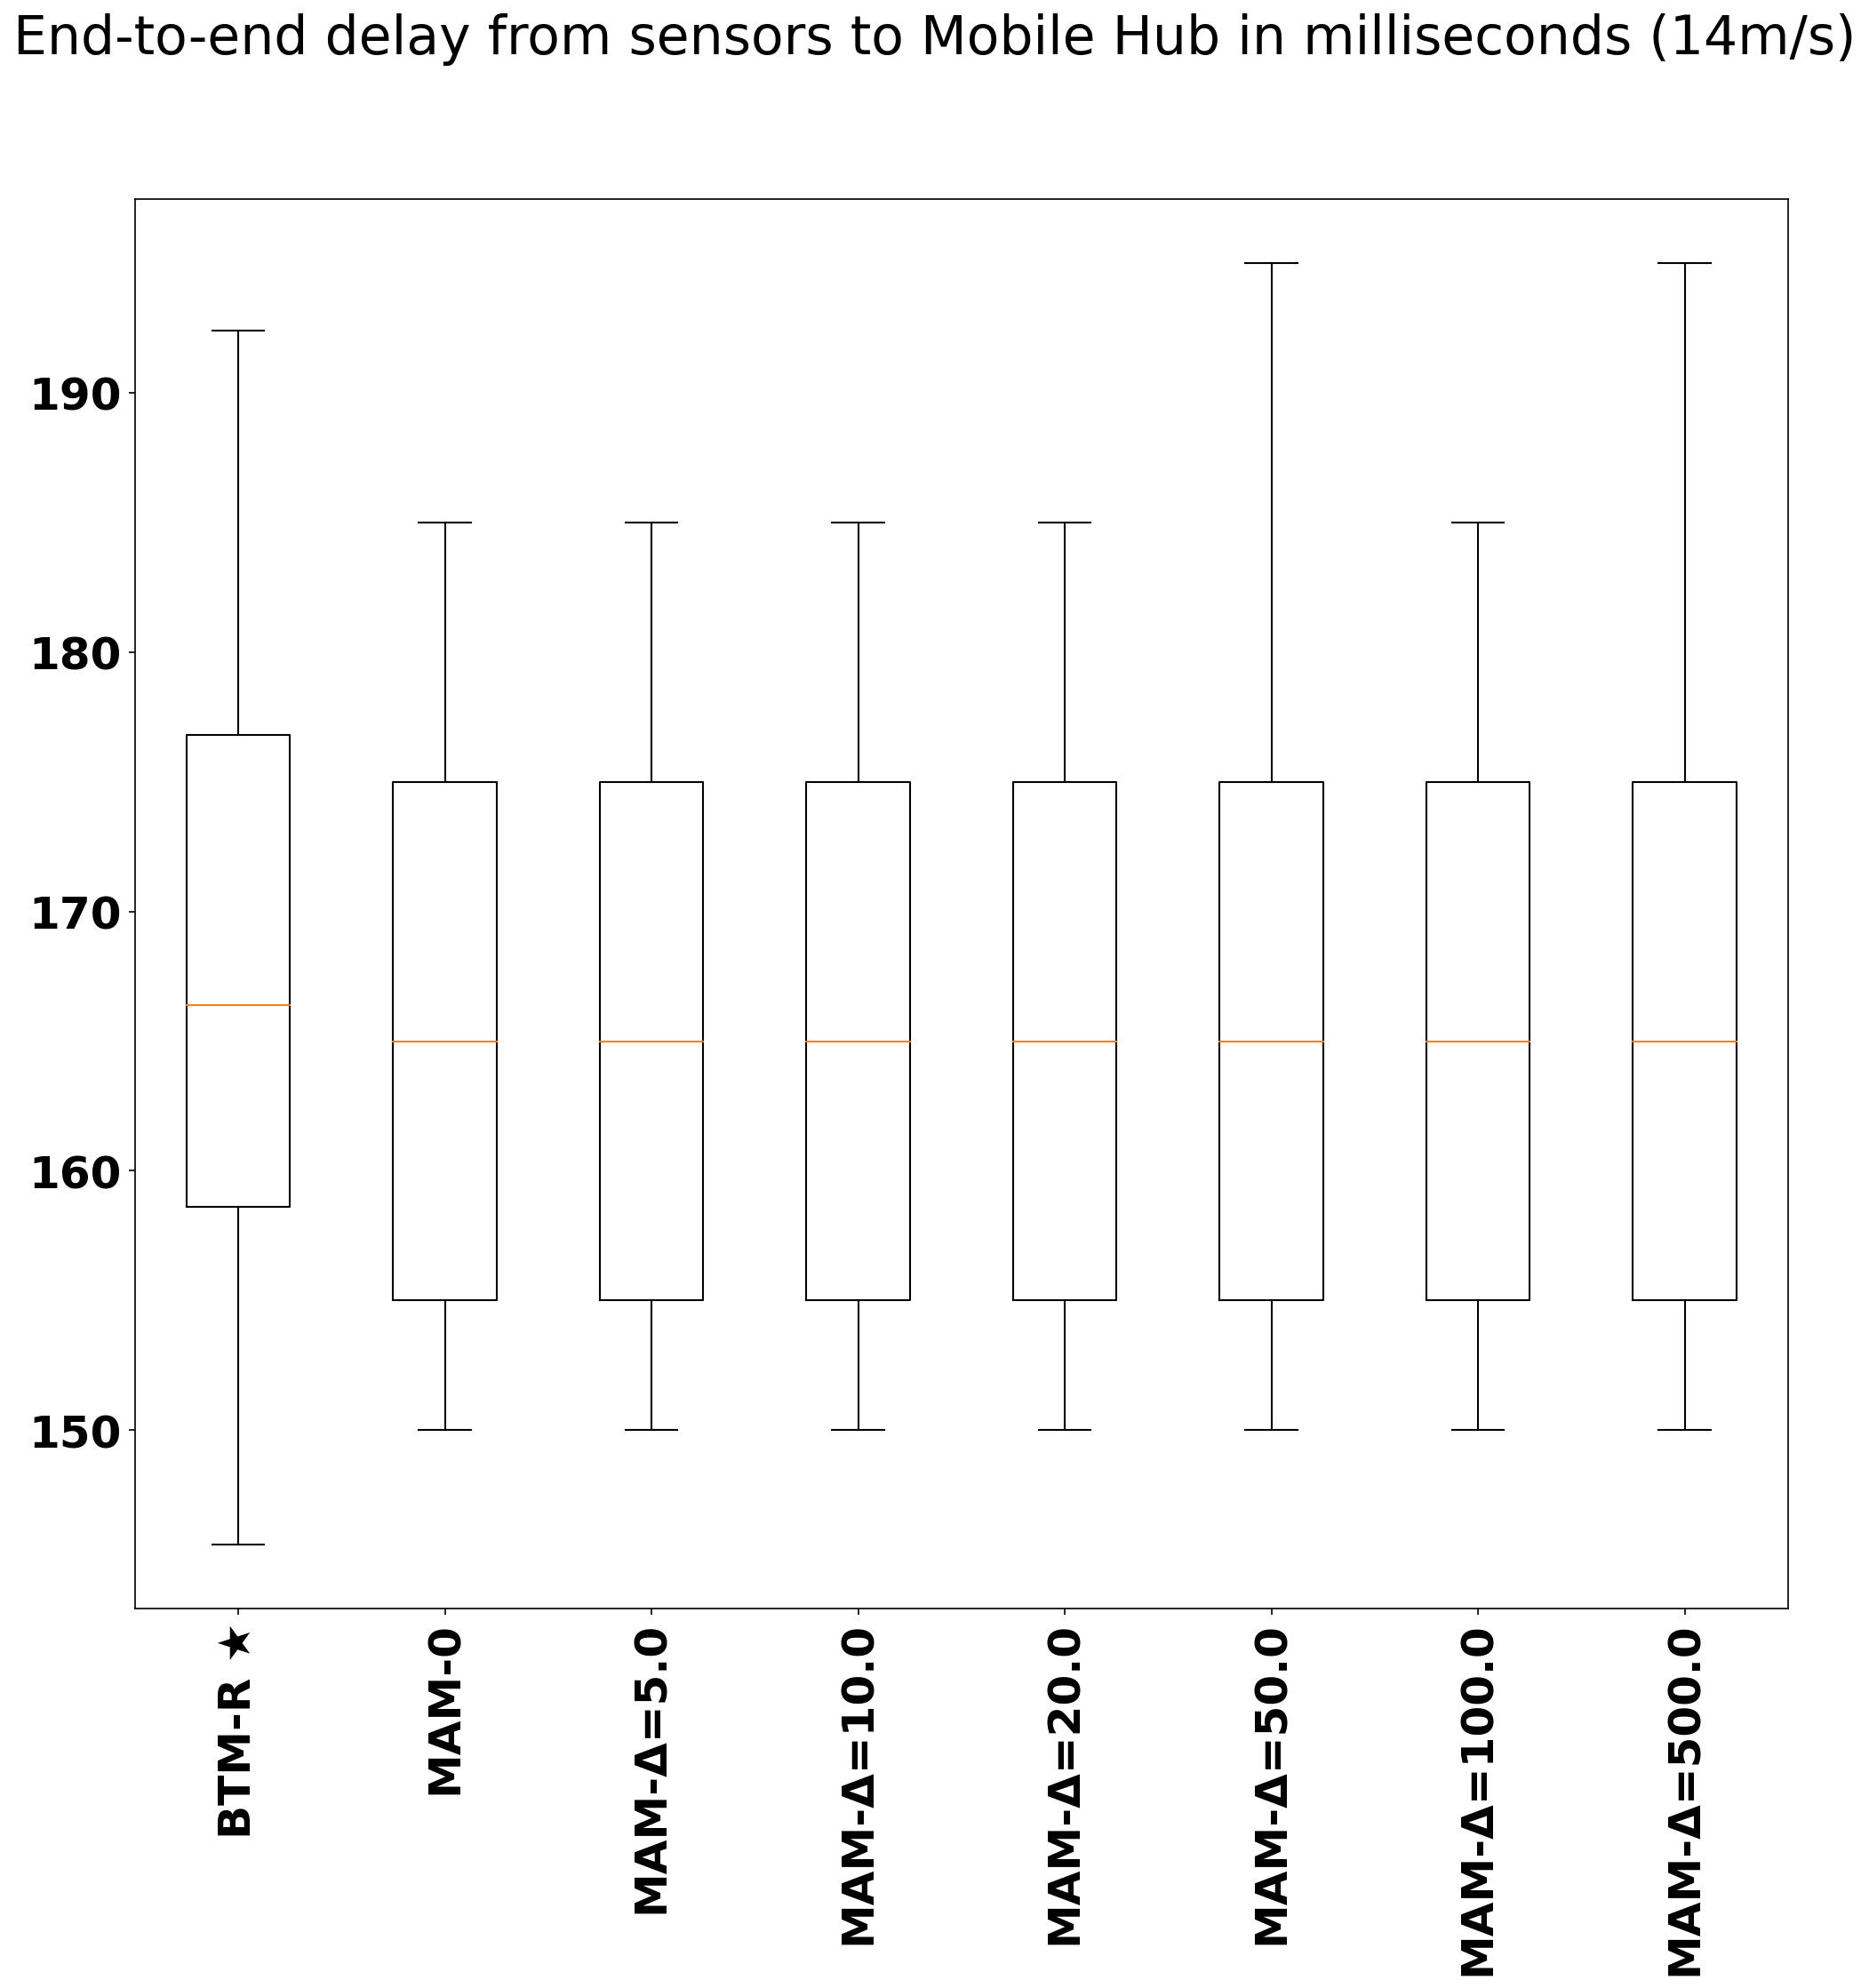 End-to-end delay from sensors to Mobile Hub in milliseconds (14m/s)
190
180
170
160
150
BTM-R ★
MAM-0
MAM-Δ=5.0
MAM-Δ=10.0
MAM-Δ=20.0
MAM-Δ=50.0
MAM-Δ=100.0
MAM-Δ=500.0